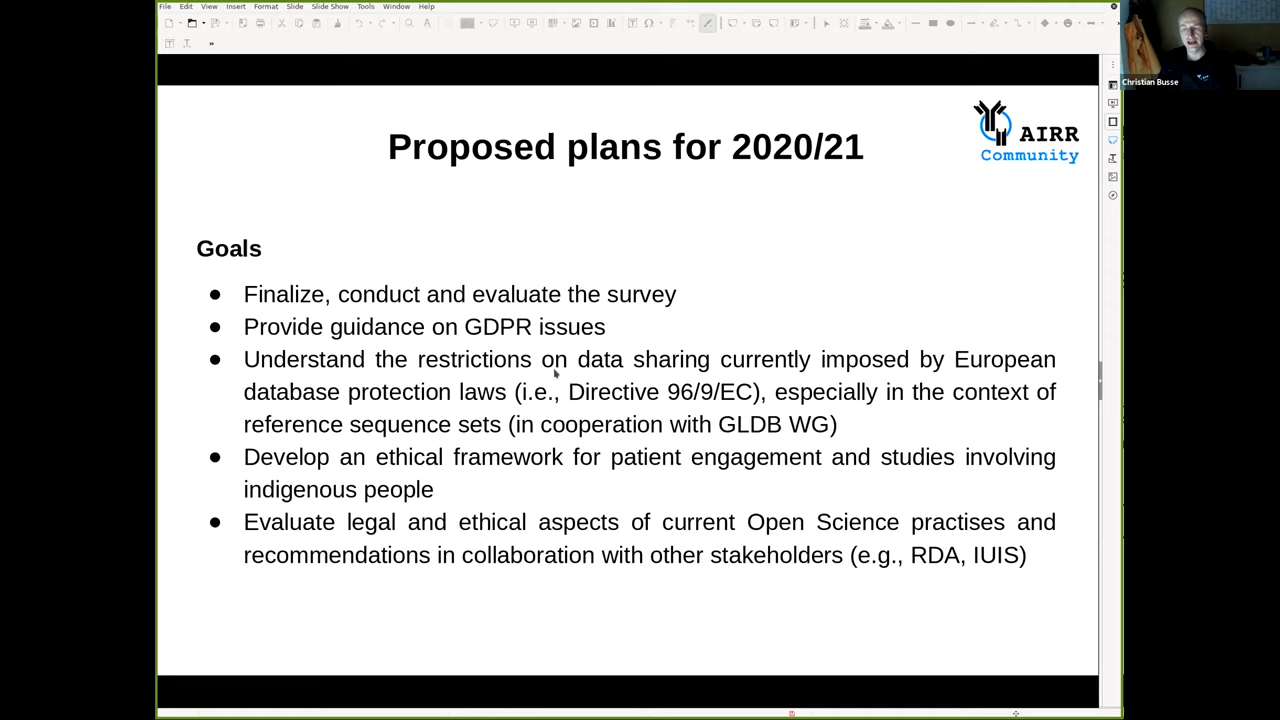 File Edit View Insert Format Slide Slide Show Tools Window Help
Christian Busse
Proposed plans for 2020/21
AIRR
Community
Goals
● Finalize, conduct and evaluate the survey
● Provide guidance on GDPR issues
● Understand the restrictions on data sharing currently imposed by European
database protection laws (i.e., Directive 96/9/EC), especially in the context of
reference sequence sets (in cooperation with GLDB WG)
● Develop an ethical framework for patient engagement and studies involving
indigenous people
● Evaluate legal and ethical aspects of current Open Science practises and
recommendations in collaboration with other stakeholders (e.g., RDA, IUIS)